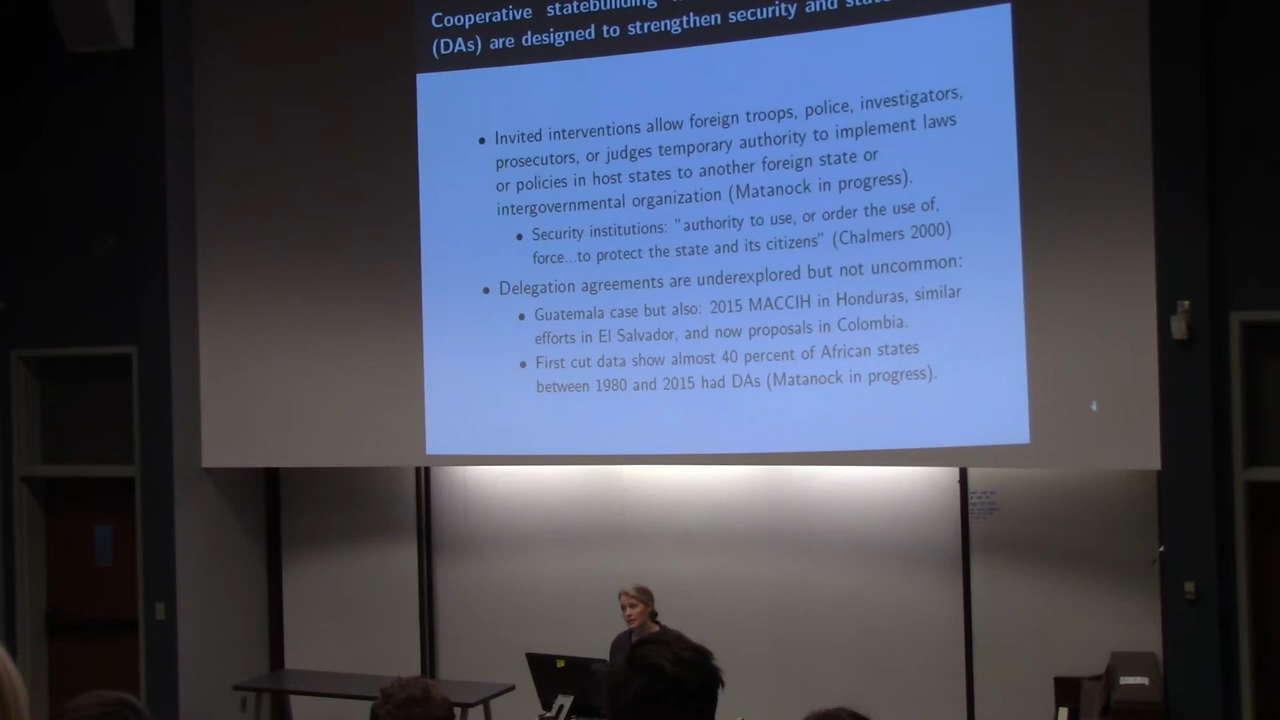 Cooperative statebuilding
(DAs) are designed to strengthen security and
• Invited interventions allow foreign troops, police, investigators,
prosecutors, or judges temporary authority to implement laws
or policies in host states to another foreign state or
intergovernmental organization (Matanock in progress).
• Security institutions: "authority to use, or order the use of,
force...to protect the state and its citizens" (Chalmers 2000)
• Delegation agreements are underexplored but not uncommon:
• Guatemala case but also: 2015 MACCIH in Honduras, similar
efforts in El Salvador, and now proposals in Colombia.
• First cut data show almost 40 percent of African states
between 1980 and 2015 had DAs (Matanock in progress).